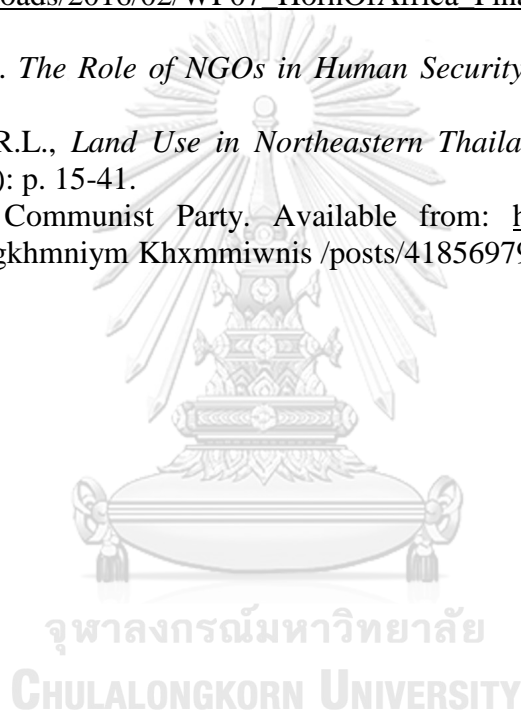 oads/2018/02/WP07_HornOfAfrica_Fina
. The Role of NGOs in Human Security
R.L., Land Use in Northeastern Thaila
): p. 15-41.
Communist Party. Available from: h
gkhmniym Khxmmiwnis /posts/41856979
จุฬาลงกรณ์มหาวิทยาลัย
CHULALONGKORN UNIVERSITY